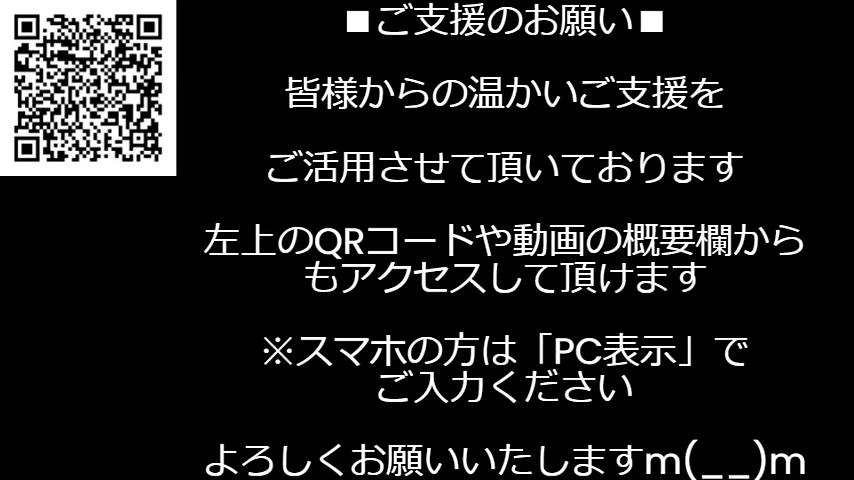 ■ご支援のお願い■
皆様からの温かいご支援を
ご活用させて頂いております
左上のQRコードや動画の概要欄から
もアクセスして頂けます
※スマホの方は「PC表示」で
ご入力ください
よろしくお願いいたしますm(__)m